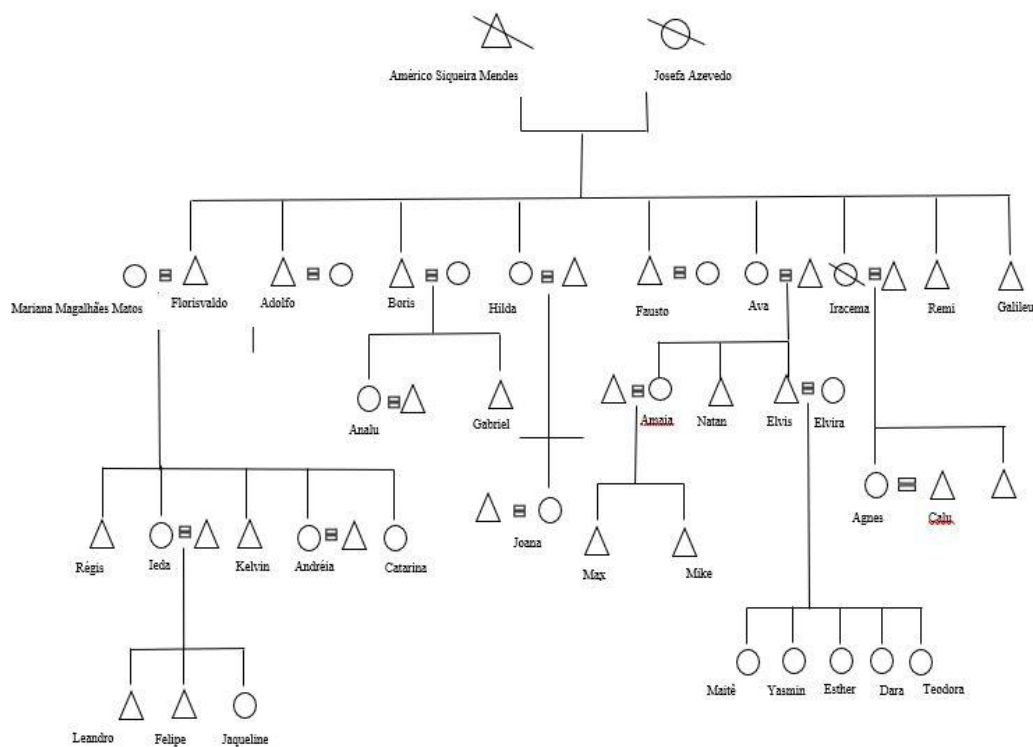 Américo Siqueira Mendes
Josefa Azevedo
Mariana Magalhães Matos
Florisvaldo
Adolfo
Boris
Hilda
Fausto
Ava
Iracema
Remi
Galileu
Analu
Gabriel
Amaia
Natan
Elvis
Elvira
Joana
Agnes
Calu
Régis
Ieda
Kelvin
Andréia
Catarina
Max
Mike
Maitê
Yasmin
Esther
Dara
Teodora
Leandro
Felipe
Jaqueline